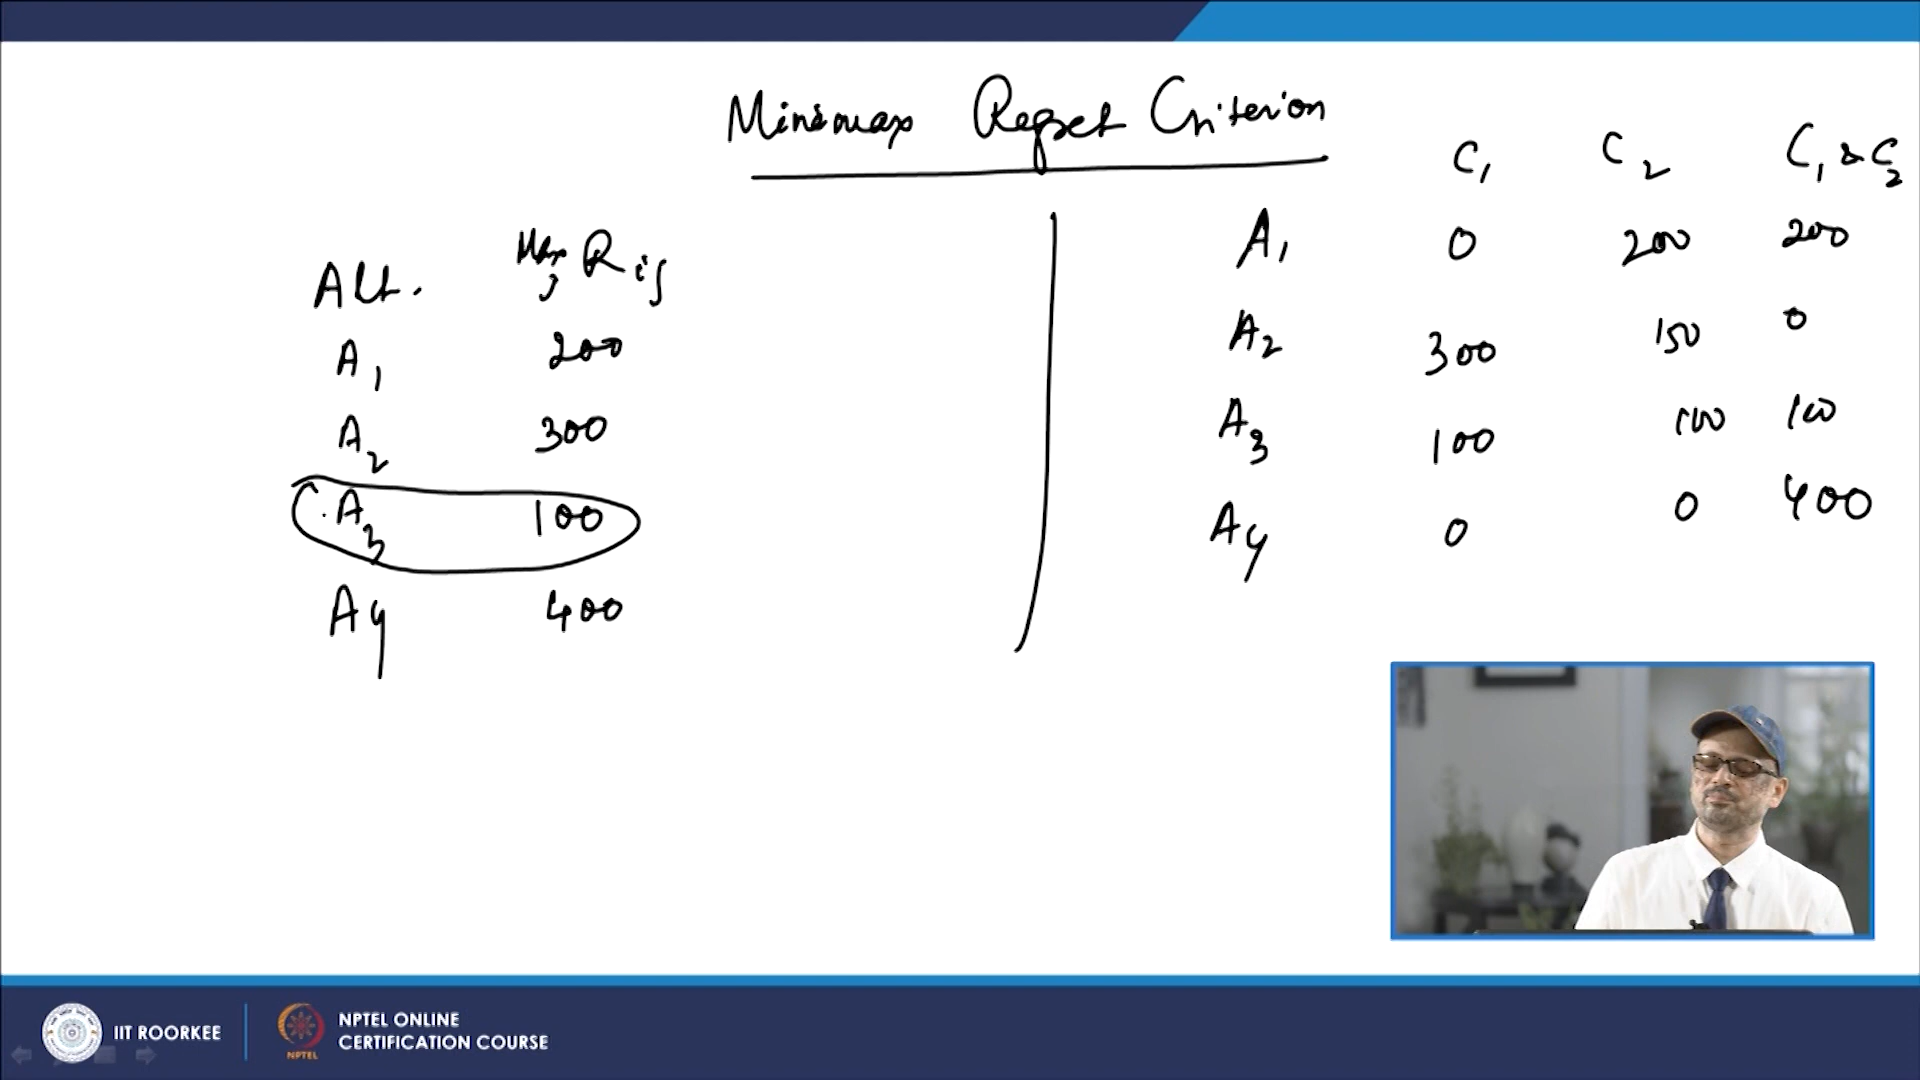 Minimax Regret Criterion
Alt. Max j Rij
A1 200
A2 300
A3 100
A4 400
C1 C2 C1 & C2
A1 0 200 200
A2 300 150 0
A3 100 100 100
A4 0 0 400
IIT ROORKEE
NPTEL
NPTEL ONLINE
CERTIFICATION COURSE